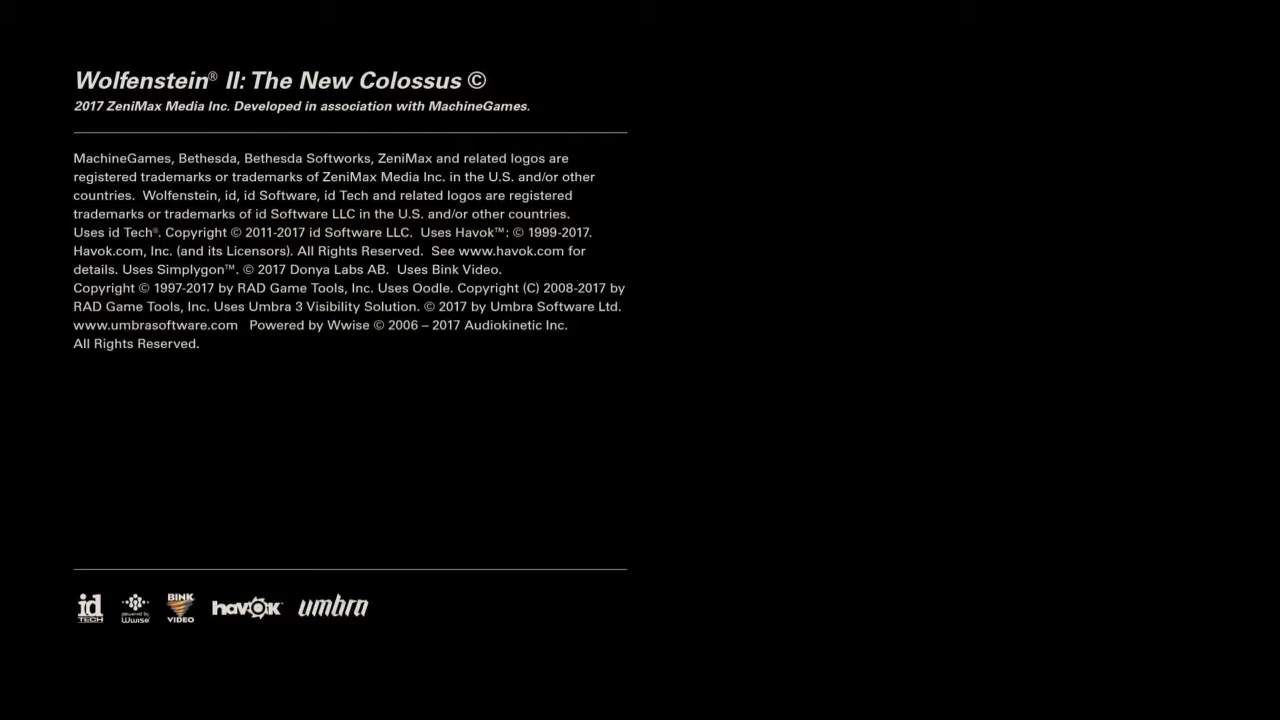 Wolfenstein® II: The New Colossus ©
2017 ZeniMax Media Inc. Developed in association with MachineGames.
MachineGames, Bethesda, Bethesda Softworks, ZeniMax and related logos are
registered trademarks or trademarks of ZeniMax Media Inc. in the U.S. and/or other
countries.  Wolfenstein, id, id Software, id Tech and related logos are registered
trademarks or trademarks of id Software LLC in the U.S. and/or other countries.
Uses id Tech®. Copyright © 2011-2017 id Software LLC.  Uses Havok™: © 1999-2017.
Havok.com, Inc. (and its Licensors). All Rights Reserved.  See www.havok.com for
details. Uses Simplygon™. © 2017 Donya Labs AB.  Uses Bink Video.
Copyright © 1997-2017 by RAD Game Tools, Inc. Uses Oodle. Copyright (C) 2008-2017 by
RAD Game Tools, Inc. Uses Umbra 3 Visibility Solution. © 2017 by Umbra Software Ltd.
www.umbrasoftware.com   Powered by Wwise © 2006 – 2017 Audiokinetic Inc.
All Rights Reserved.
id TECH
powered by Wwise
BINK VIDEO
havok
umbra